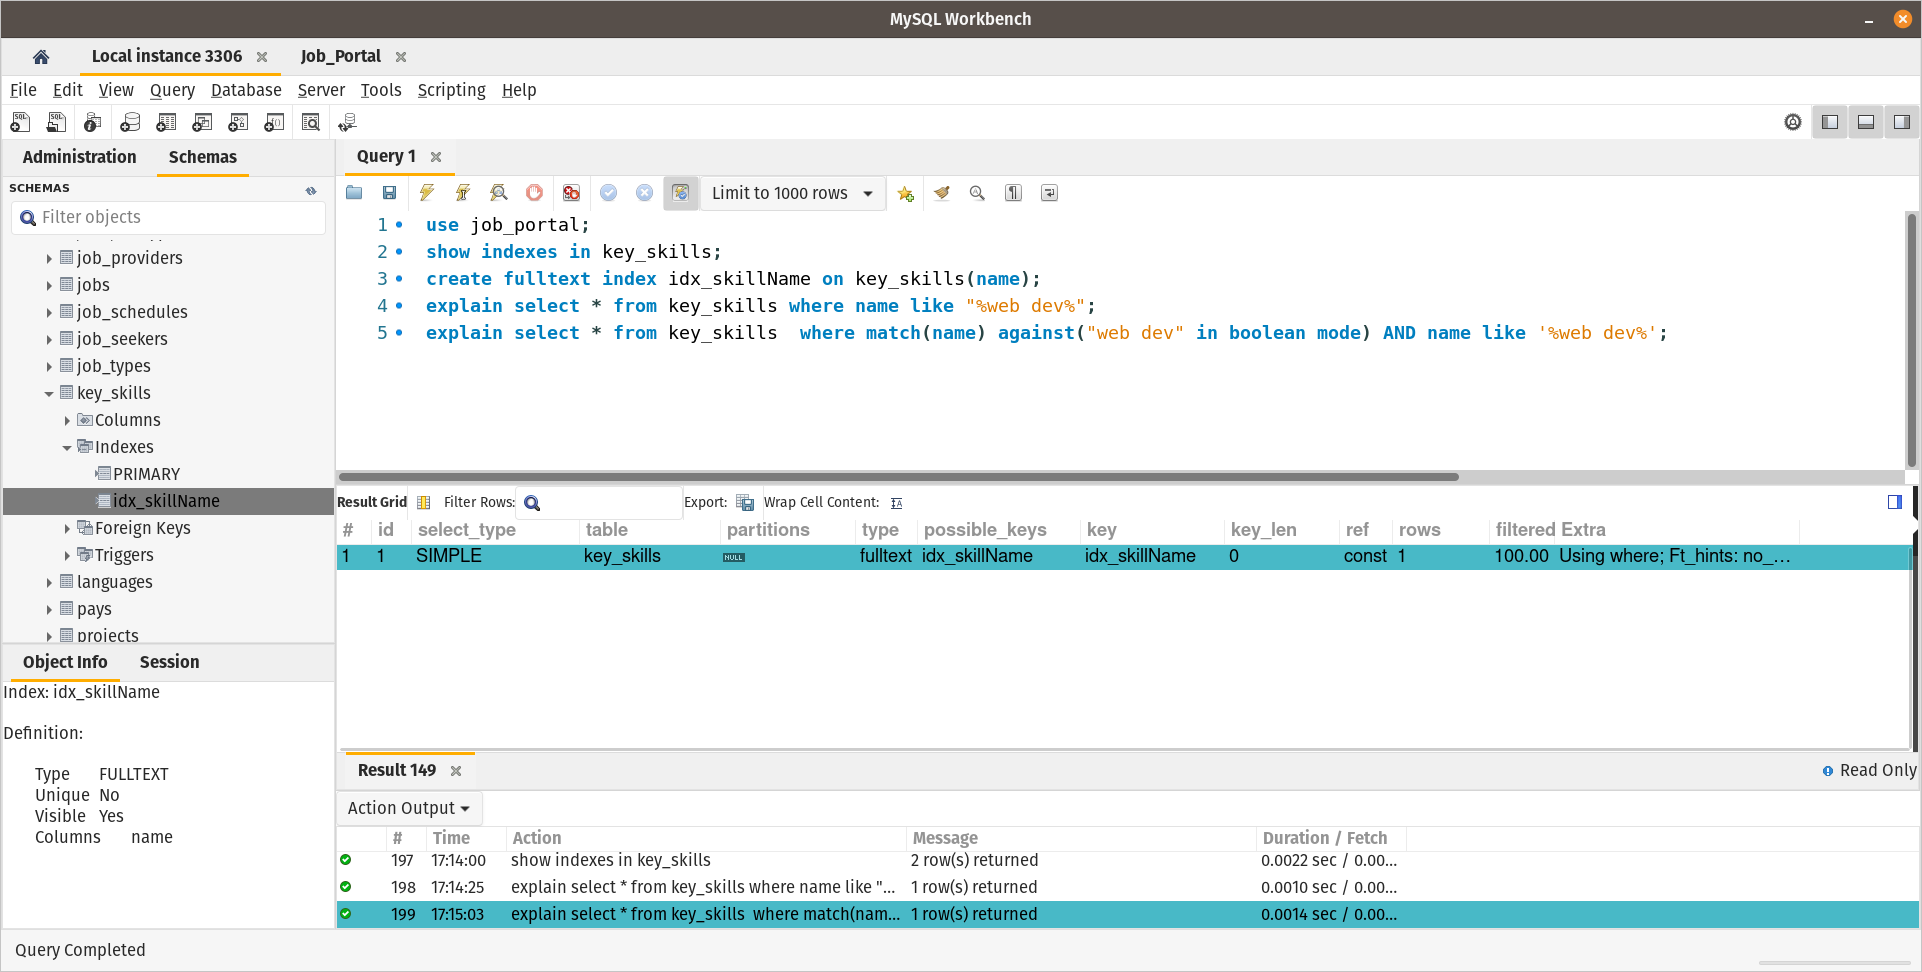 MySQL Workbench
Local instance 3306
Job_Portal
File Edit View Query Database Server Tools Scripting Help
Administration
Schemas
SCHEMAS
Filter objects
job_providers
jobs
job_schedules
job_seekers
job_types
key_skills
Columns
Indexes
PRIMARY
idx_skillName
Foreign Keys
Triggers
languages
pays
projects
Object Info
Session
Index: idx_skillName
Definition:
Type FULLTEXT
Unique No
Visible Yes
Columns name
Query 1
Limit to 1000 rows
1 use job_portal;
2 show indexes in key_skills;
3 create fulltext index idx_skillName on key_skills(name);
4 explain select * from key_skills where name like "%web dev%";
5 explain select * from key_skills  where match(name) against("web dev" in boolean mode) AND name like '%web dev%';
Result Grid Filter Rows: Export: Wrap Cell Content:
# id select_type table partitions type possible_keys key key_len ref rows filtered Extra
1 1 SIMPLE key_skills NULL fulltext idx_skillName idx_skillName 0 const 1 100.00 Using where; Ft_hints: no_...
Result 149
Read Only
Action Output
# Time Action Message Duration / Fetch
197 17:14:00 show indexes in key_skills 2 row(s) returned 0.0022 sec / 0.00...
198 17:14:25 explain select * from key_skills where name like "... 1 row(s) returned 0.0010 sec / 0.00...
199 17:15:03 explain select * from key_skills  where match(nam... 1 row(s) returned 0.0014 sec / 0.00...
Query Completed